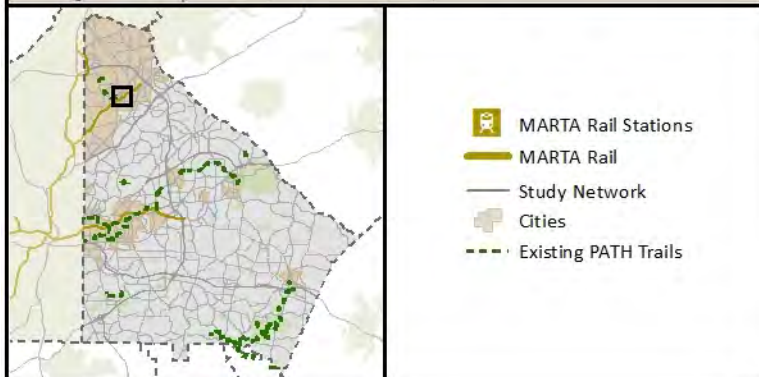 MARTA Rail Stations
MARTA Rail
Study Network
Cities
Existing PATH Trails